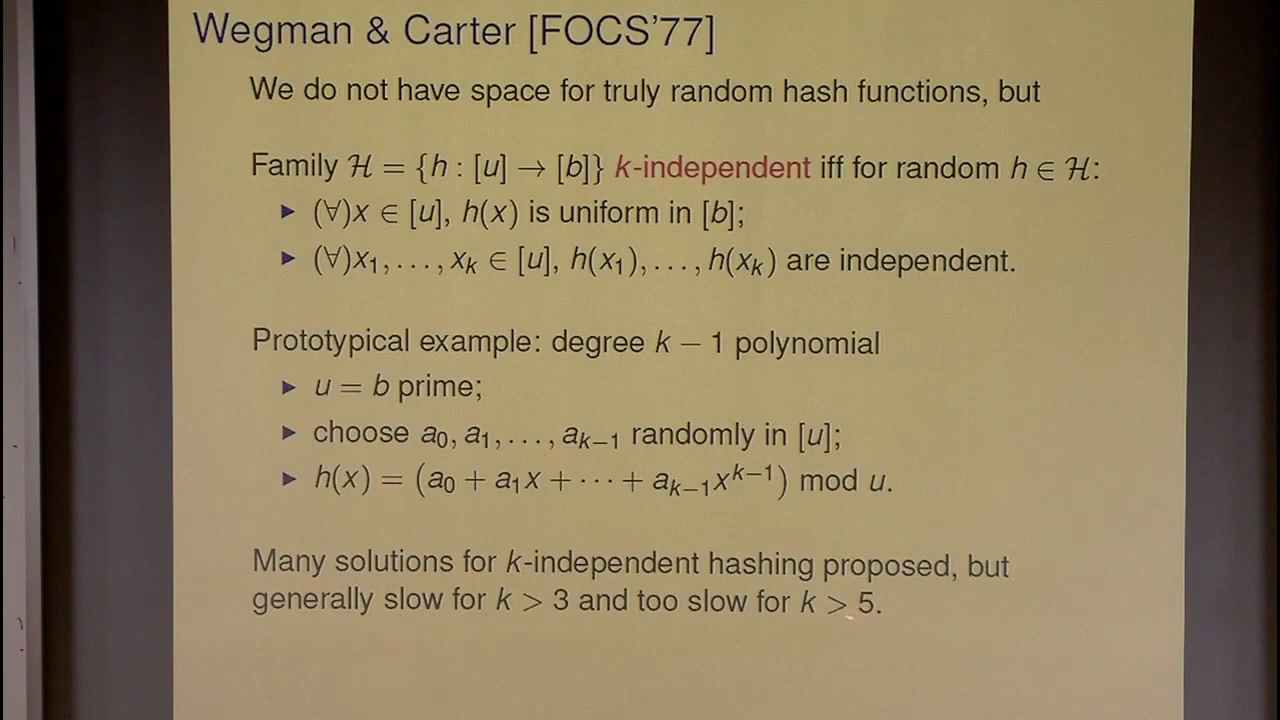 Wegman & Carter [FOCS'77]
We do not have space for truly random hash functions, but
Family ℋ = {h : [u] → [b]} k-independent iff for random h ∈ ℋ:
▶ (∀)x ∈ [u], h(x) is uniform in [b];
▶ (∀)x₁, . . . , xₖ ∈ [u], h(x₁), . . . , h(xₖ) are independent.
Prototypical example: degree k − 1 polynomial
▶ u = b prime;
▶ choose a₀, a₁, . . . , aₖ₋₁ randomly in [u];
▶ h(x) = (a₀ + a₁x + · · · + aₖ₋₁xᵏ⁻¹) mod u.
Many solutions for k-independent hashing proposed, but
generally slow for k > 3 and too slow for k > 5.